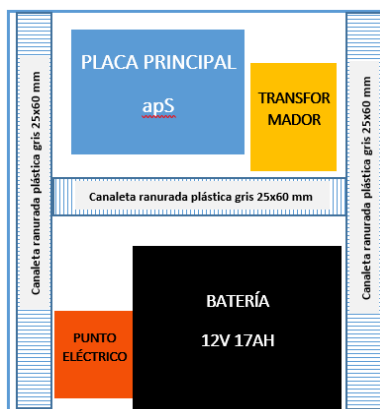 Canaleta ranurada plástica gris 25x60 mm
PLACA PRINCIPAL
apS
TRANSFOR
MADOR
Canaleta ranurada plástica gris 25x60 mm
Canaleta ranurada plástica gris 25x60 mm
BATERÍA
12V 17AH
PUNTO
ELÉCTRICO